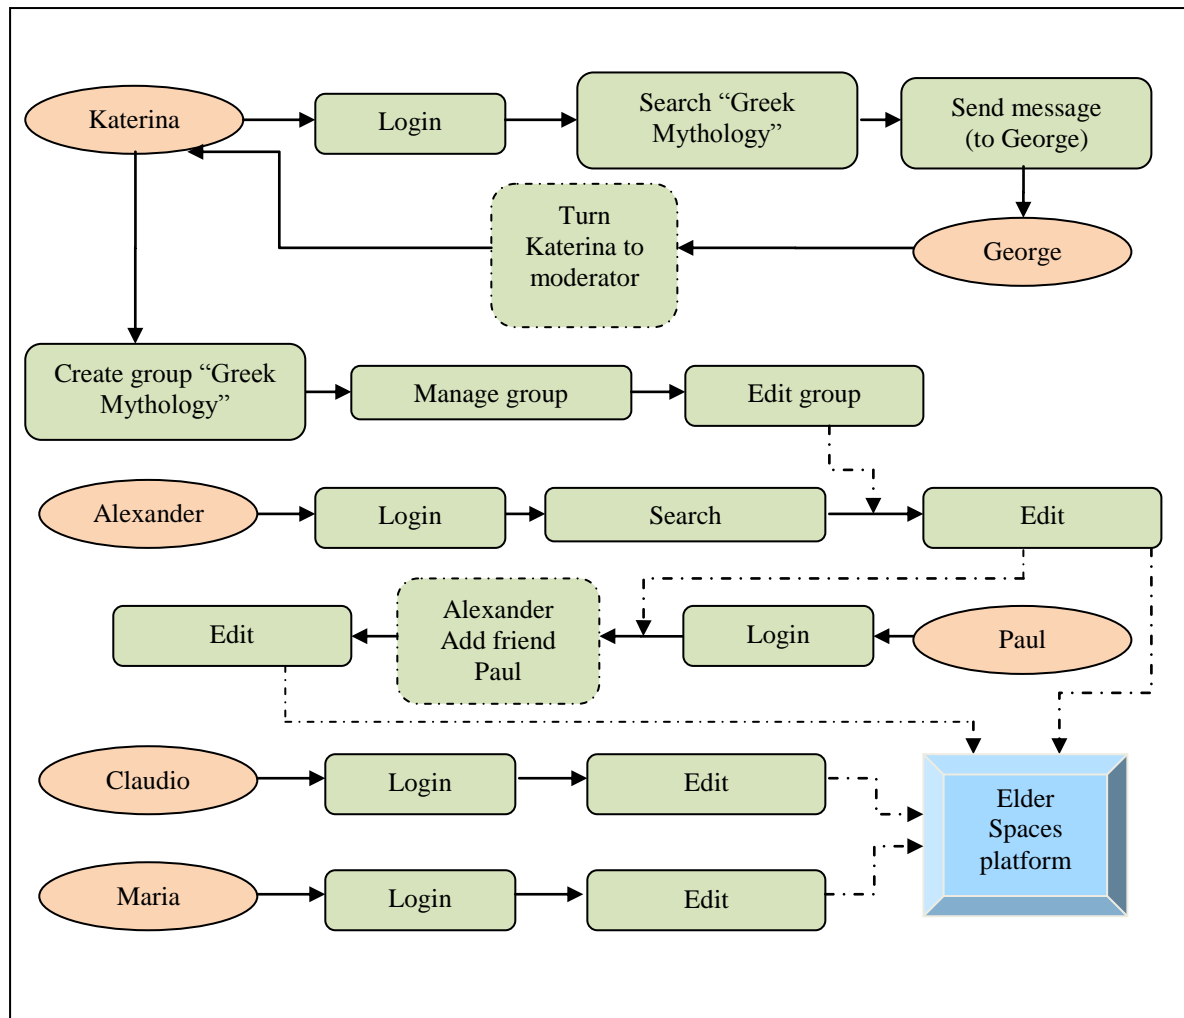 Katerina
Login
Search “Greek
Mythology”
Send message
(to George)
Turn
Katerina to
moderator
George
Create group “Greek
Mythology”
Manage group
Edit group
Alexander
Login
Search
Edit
Edit
Alexander
Add friend
Paul
Login
Paul
Claudio
Login
Edit
Elder
Spaces
platform
Maria
Login
Edit